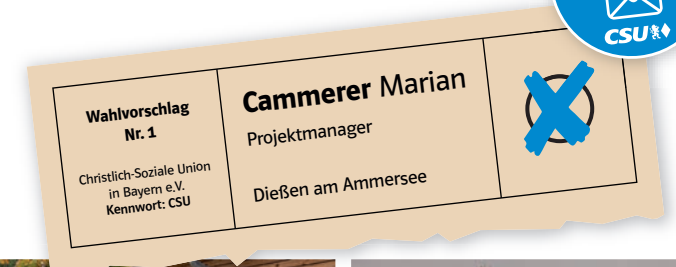 CSU
Wahlvorschlag
Nr. 1
Christlich-Soziale Union
in Bayern e.V.
Kennwort: CSU
Cammerer Marian
Projektmanager
Dießen am Ammersee